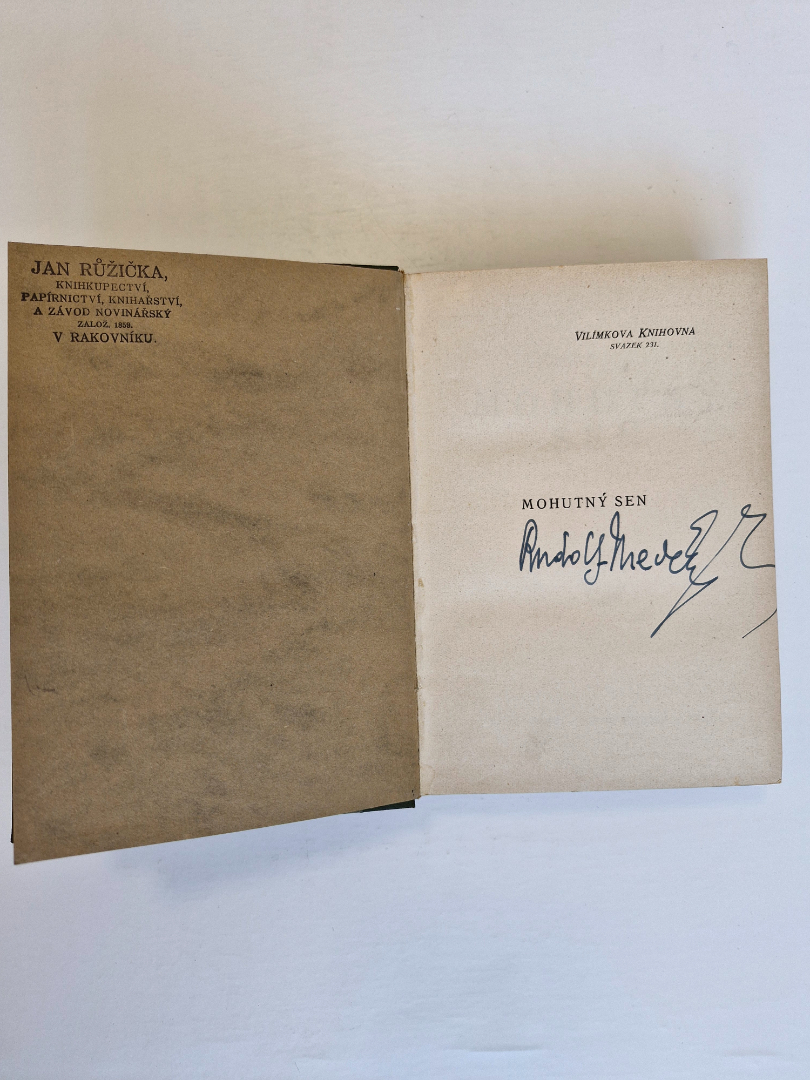 JAN RŮŽIČKA,
KNIHKUPECTVÍ,
PAPÍRNICTVÍ, KNIHAŘSTVÍ,
A ZÁVOD NOVINÁŘSKÝ
ZALOŽ. 1858.
V RAKOVNÍKU.
VILÍMKOVA KNIHOVNA
SVAZEK 231.
MOHUTNÝ SEN
Rudolf Medek